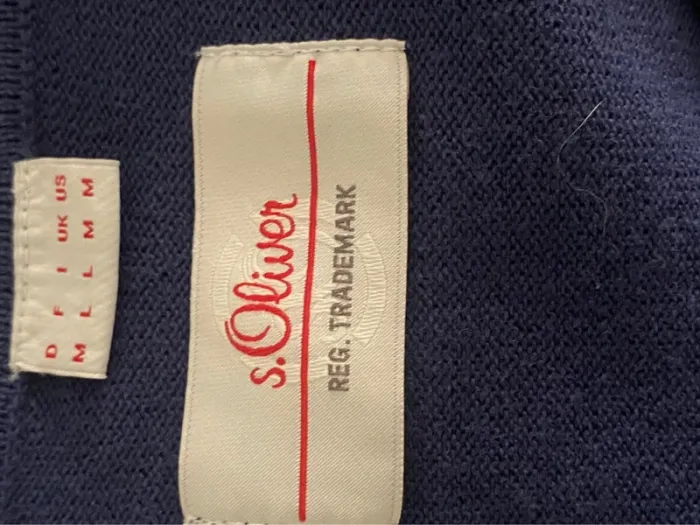 s.Oliver
REG. TRADEMARK
D F I UK US
M L L M M